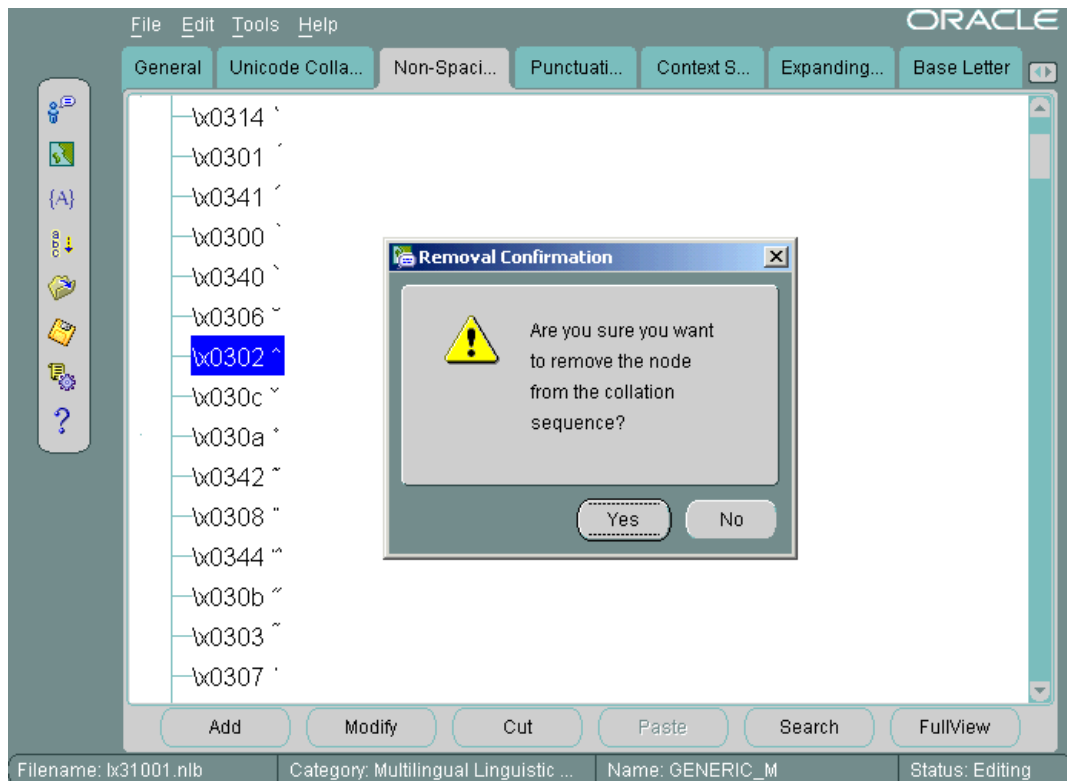 File Edit Tools Help
ORACLE
General Unicode Colla... Non-Spaci... Punctuati... Context S... Expanding... Base Letter
{A}
a
b
c
?
\x0314 ̔
\x0301 ́
\x0341 ́
\x0300 ̀
\x0340 ̀
\x0306 ̆
\x0302 ^
\x030c ̌
\x030a ̊
\x0342 ͂
\x0308 ̈
\x0344 ̈́
\x030b ̋
\x0303 ̃
\x0307 ̇
Removal Confirmation
Are you sure you want
to remove the node
from the collation
sequence?
Yes No
Add Modify Cut Paste Search FullView
Filename: lx31001.nlb Category: Multilingual Linguistic ... Name: GENERIC_M Status: Editing